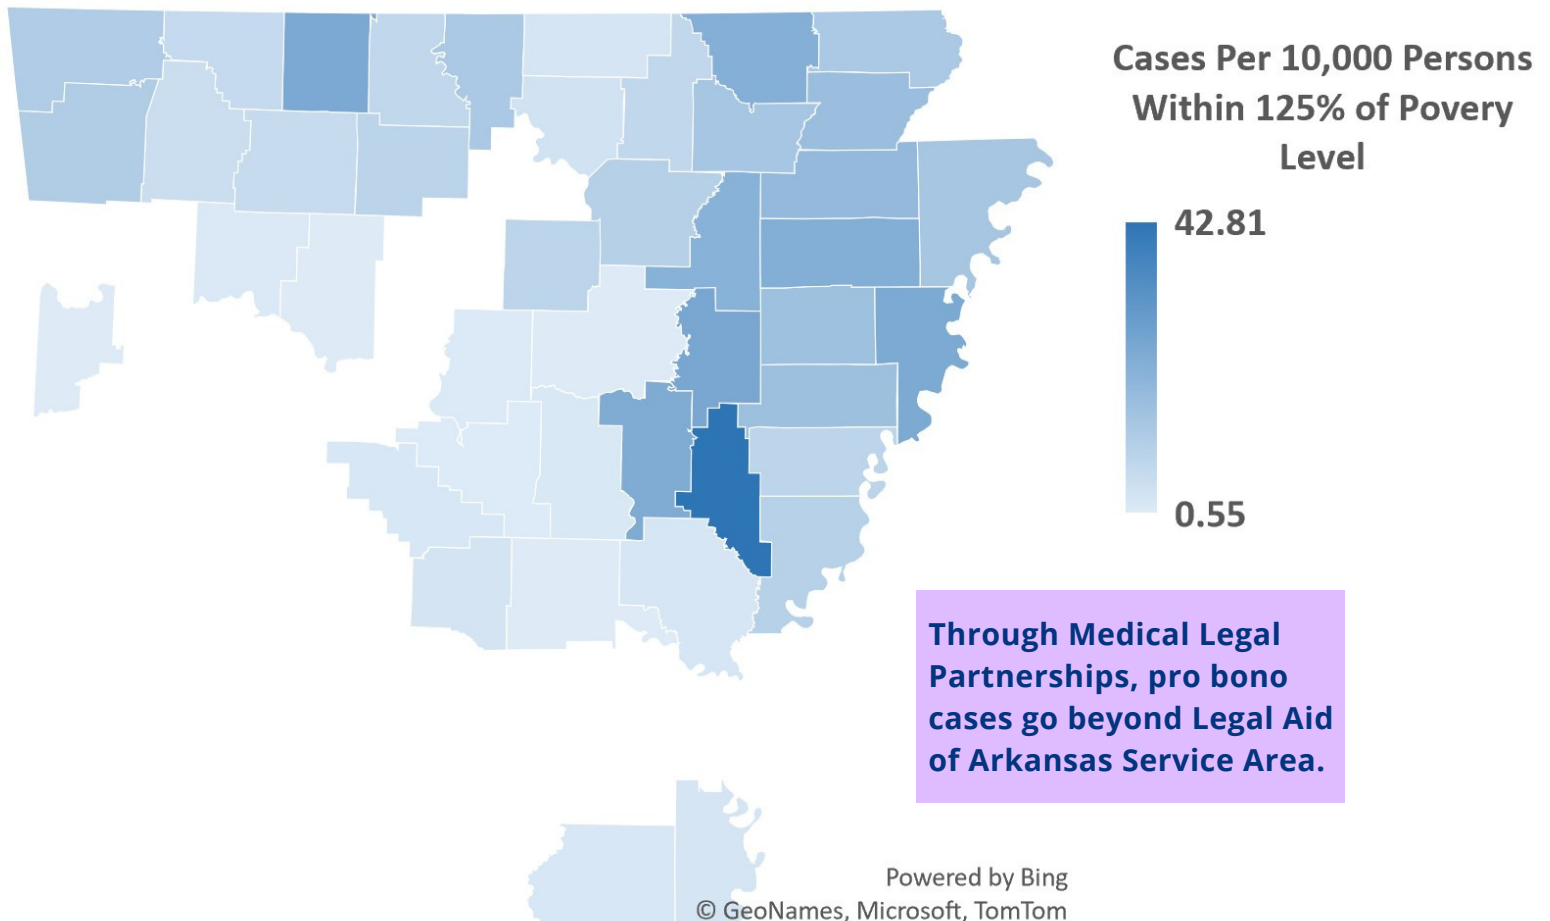 Cases Per 10,000 Persons
Within 125% of Povery
Level
42.81
0.55
Through Medical Legal
Partnerships, pro bono
cases go beyond Legal Aid
of Arkansas Service Area.
Powered by Bing
© GeoNames, Microsoft, TomTom